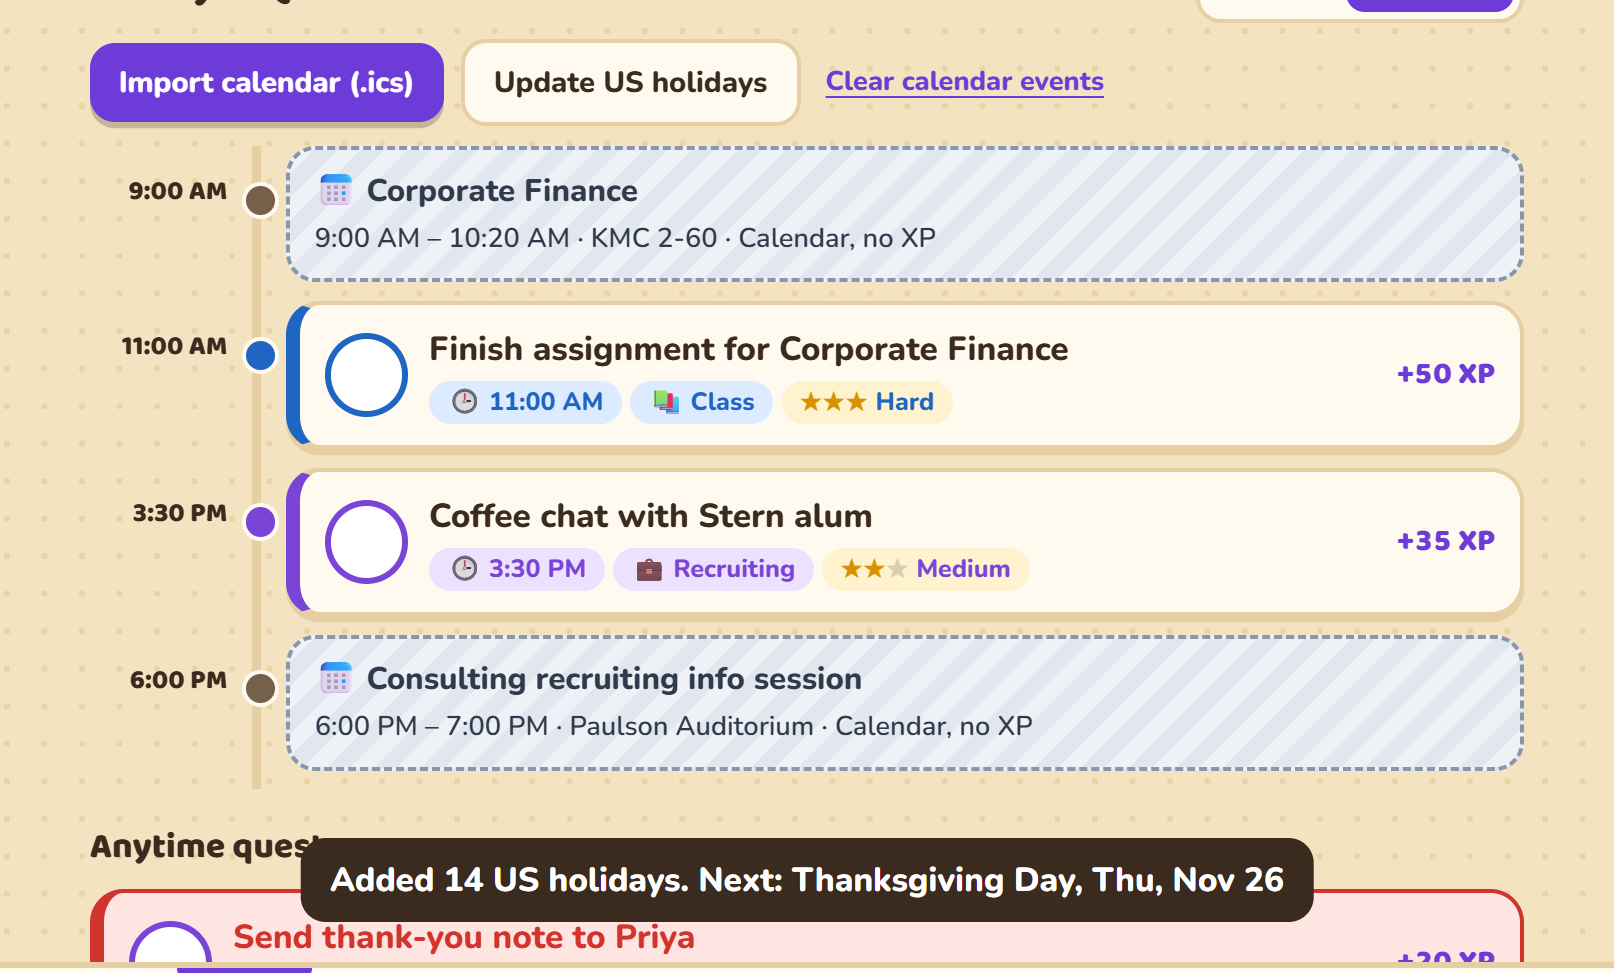 Import calendar (.ics)
Update US holidays
Clear calendar events
9:00 AM
Corporate Finance
9:00 AM – 10:20 AM · KMC 2-60 · Calendar, no XP
11:00 AM
Finish assignment for Corporate Finance
11:00 AM
Class
★★★ Hard
+50 XP
3:30 PM
Coffee chat with Stern alum
3:30 PM
Recruiting
★★★ Medium
+35 XP
6:00 PM
Consulting recruiting info session
6:00 PM – 7:00 PM · Paulson Auditorium · Calendar, no XP
Anytime
Added 14 US holidays. Next: Thanksgiving Day, Thu, Nov 26
Send thank-you note to Priya
+20 XP